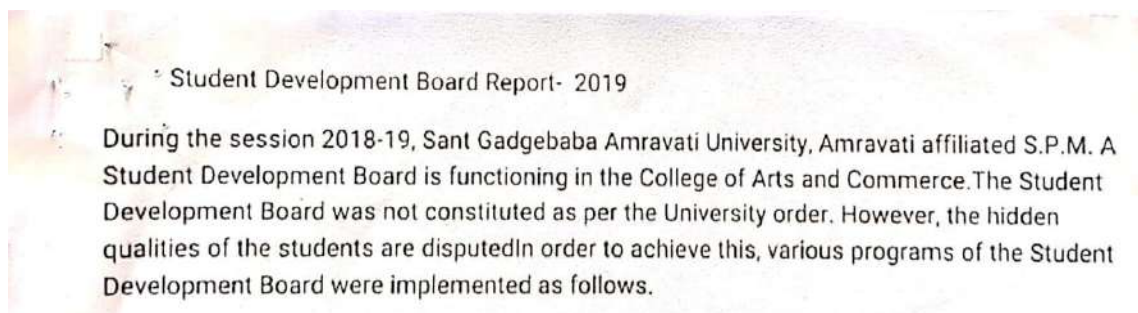 Student Development Board Report- 2019
During the session 2018-19, Sant Gadgebaba Amravati University, Amravati affiliated S.P.M. A
Student Development Board is functioning in the College of Arts and Commerce.The Student
Development Board was not constituted as per the University order. However, the hidden
qualities of the students are disputedIn order to achieve this, various programs of the Student
Development Board were implemented as follows.